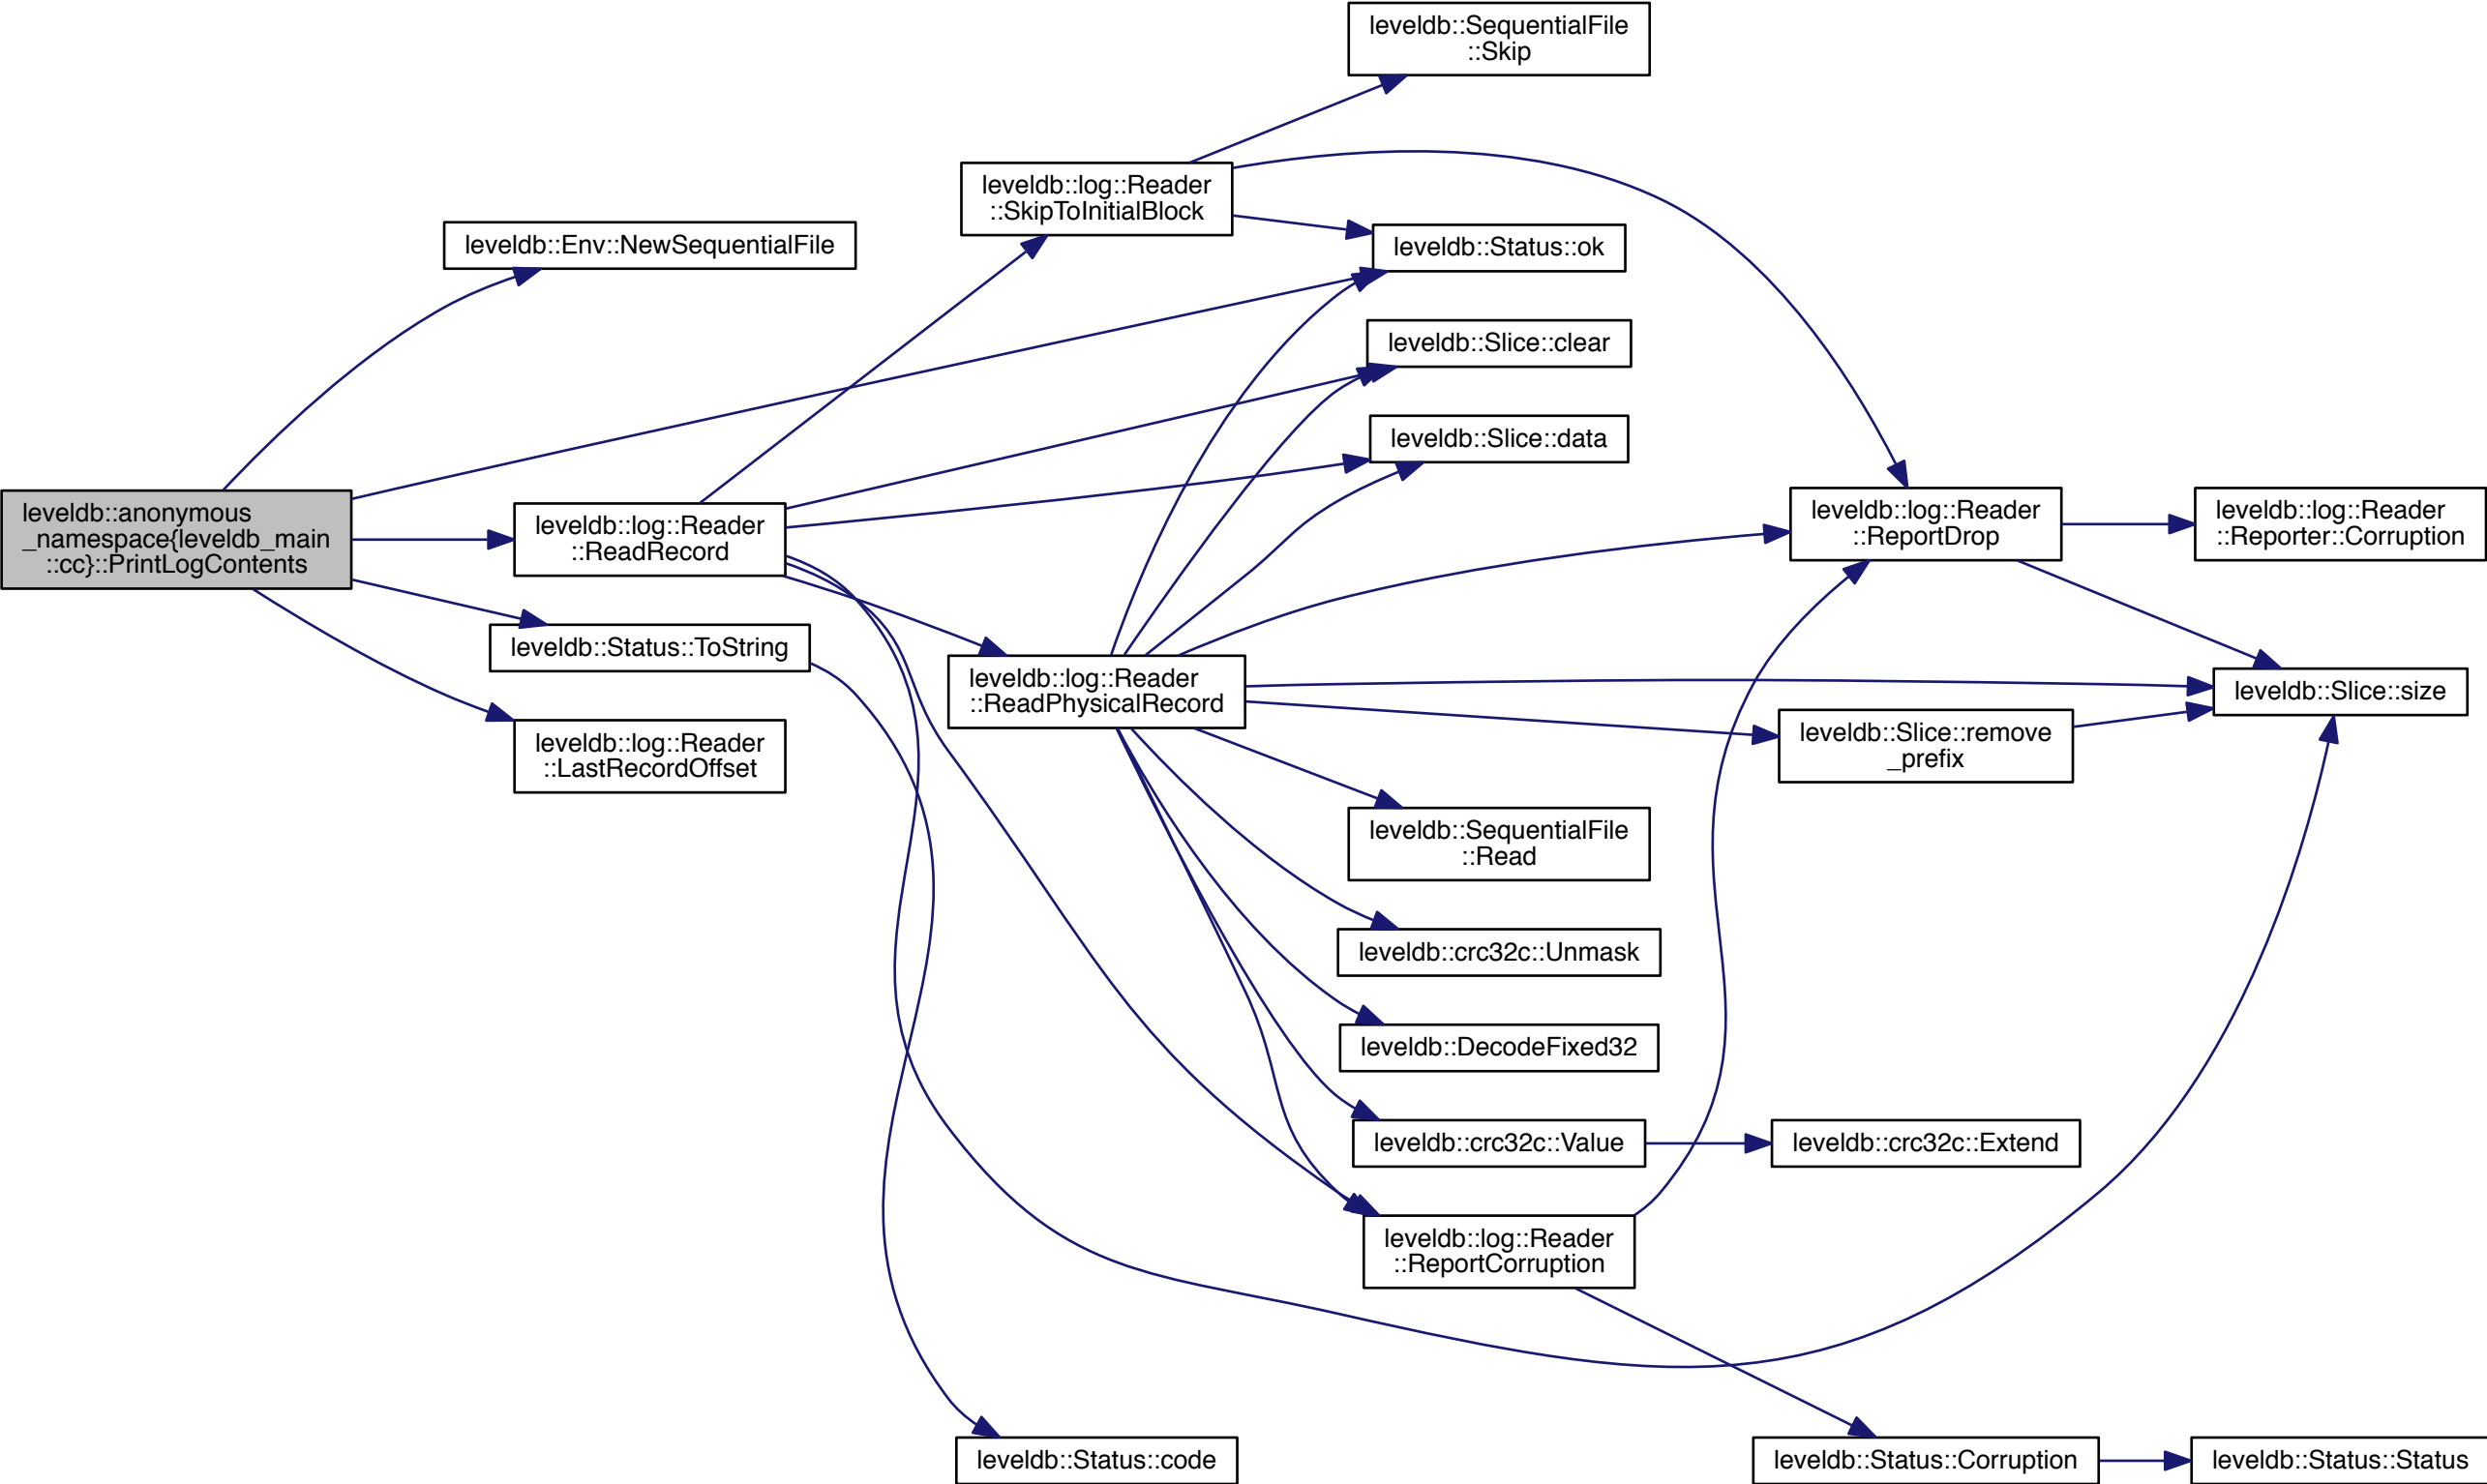 leveldb::anonymous
_namespace{leveldb_main
::cc}::PrintLogContents
leveldb::Env::NewSequentialFile
leveldb::log::Reader
::ReadRecord
leveldb::Status::ToString
leveldb::log::Reader
::LastRecordOffset
leveldb::log::Reader
::SkipToInitialBlock
leveldb::log::Reader
::ReadPhysicalRecord
leveldb::Status::code
leveldb::SequentialFile
::Skip
leveldb::Status::ok
leveldb::Slice::clear
leveldb::Slice::data
leveldb::SequentialFile
::Read
leveldb::crc32c::Unmask
leveldb::DecodeFixed32
leveldb::crc32c::Value
leveldb::log::Reader
::ReportCorruption
leveldb::log::Reader
::ReportDrop
leveldb::Slice::remove
_prefix
leveldb::crc32c::Extend
leveldb::Status::Corruption
leveldb::log::Reader
::Reporter::Corruption
leveldb::Slice::size
leveldb::Status::Status